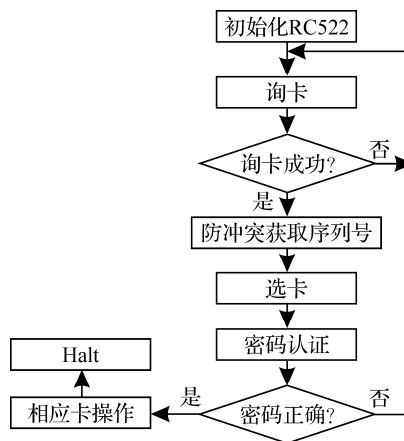 初始化RC522
询卡
询卡成功?
否
是
防冲突获取序列号
选卡
密码认证
Halt
是
密码正确?
否
相应卡操作